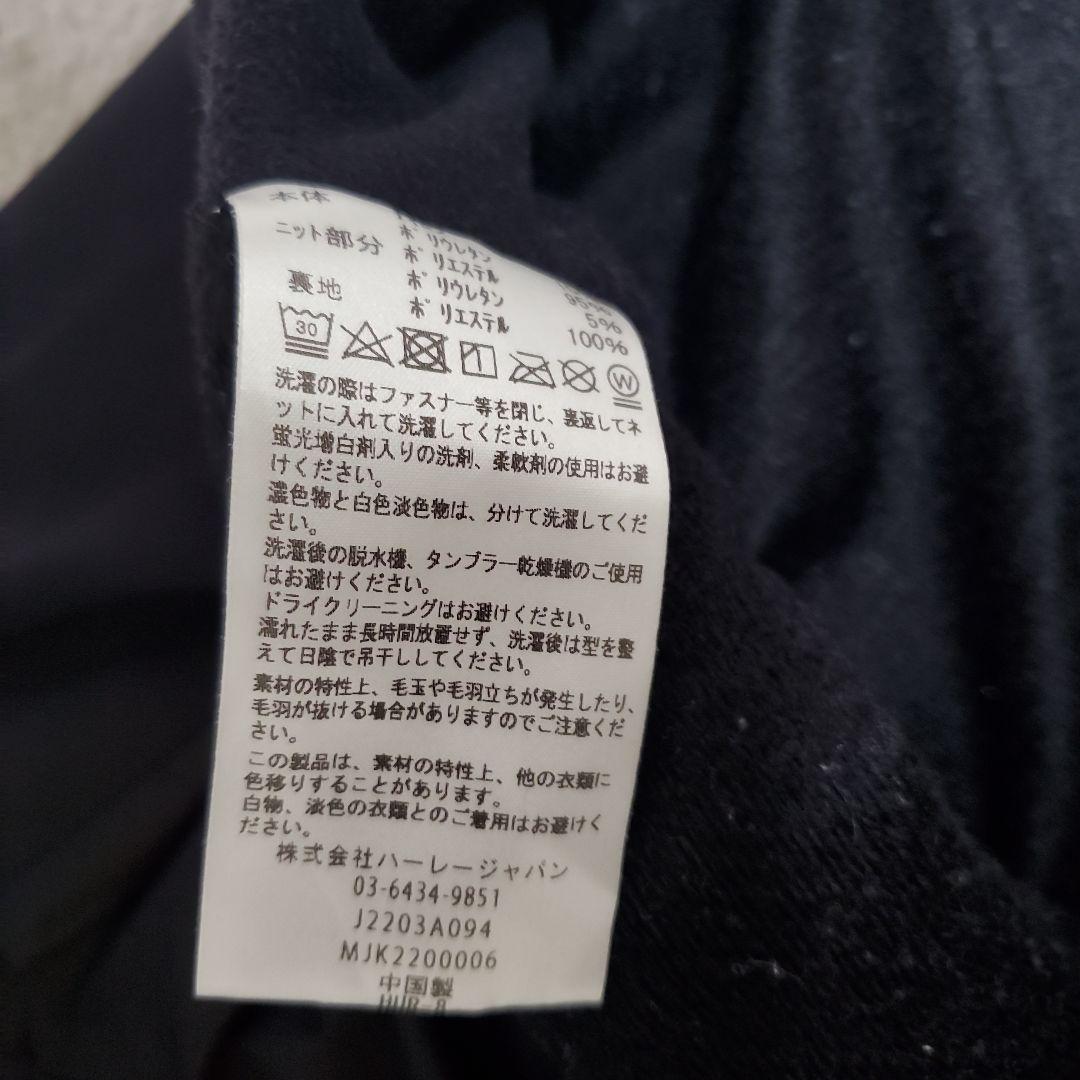 本体
ポリウレタン
ニット部分 ポリエステル 95%
ポリウレタン 5%
裏地 ポリエステル 100%
30
W
洗濯の際はファスナー等を閉じ、裏返してネ
ットに入れて洗濯してください。
蛍光増白剤入りの洗剤、柔軟剤の使用はお避
けください。
濃色物と白色淡色物は、分けて洗濯してくだ
さい。
洗濯後の脱水機、タンブラー乾燥機のご使用
はお避けください。
ドライクリーニングはお避けください。
濡れたまま長時間放置せず、洗濯後は型を整
えて日陰で吊干ししてください。
素材の特性上、毛玉や毛羽立ちが発生したり、
毛羽が抜ける場合がありますのでご注意くだ
さい。
この製品は、素材の特性上、他の衣類に
色移りすることがあります。
白物、淡色の衣類とのご着用はお避けく
ださい。
株式会社ハーレージャパン
03-6434-9851
J2203A094
MJK2200006
中国製